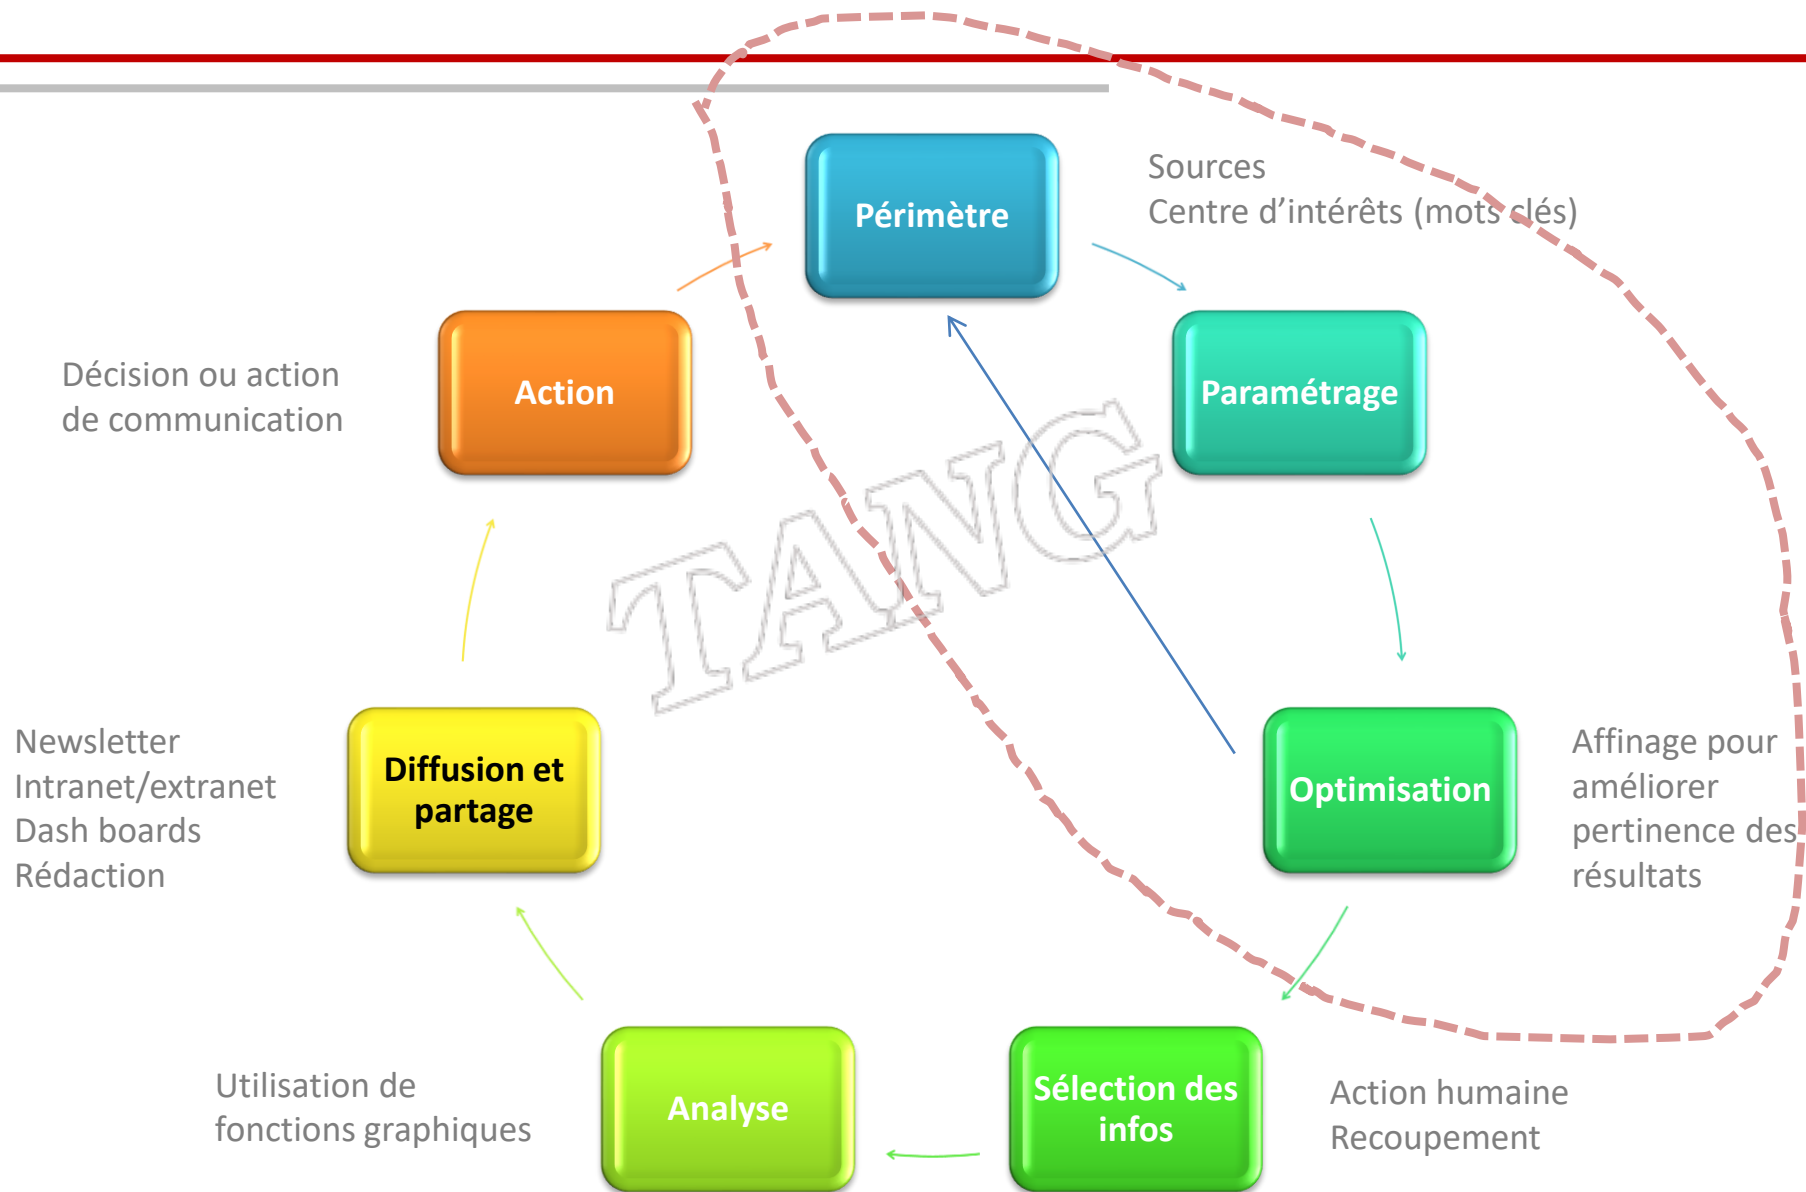 Périmètre
Sources
Centre d'intérêts (mots clés)
Paramétrage
Optimisation
Affinage pour
améliorer
pertinence des
résultats
Sélection des
infos
Action humaine
Recoupement
Analyse
Utilisation de
fonctions graphiques
Diffusion et
partage
Newsletter
Intranet/extranet
Dash boards
Rédaction
Action
Décision ou action
de communication
TANG